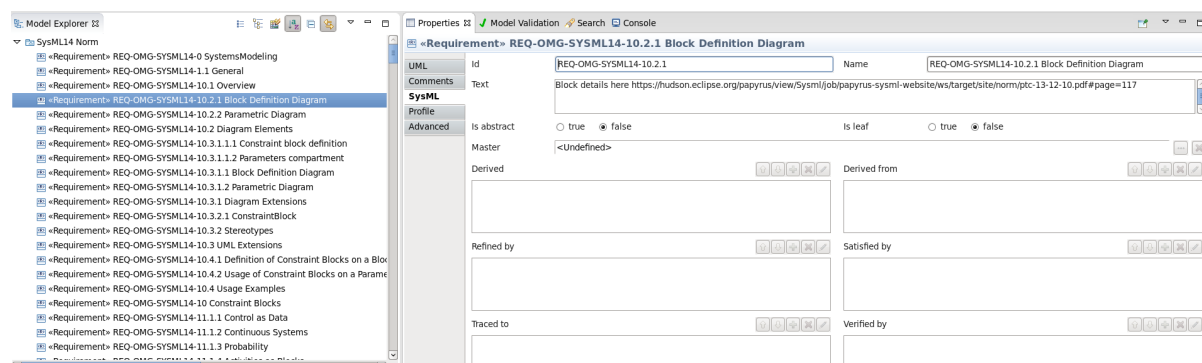 Model Explorer
SysML14 Norm
«Requirement» REQ-OMG-SYSML14-0 SystemsModeling
«Requirement» REQ-OMG-SYSML14-1.1 General
«Requirement» REQ-OMG-SYSML14-10.1 Overview
«Requirement» REQ-OMG-SYSML14-10.2.1 Block Definition Diagram
«Requirement» REQ-OMG-SYSML14-10.2.2 Parametric Diagram
«Requirement» REQ-OMG-SYSML14-10.2 Diagram Elements
«Requirement» REQ-OMG-SYSML14-10.3.1.1.1 Constraint block definition
«Requirement» REQ-OMG-SYSML14-10.3.1.1.2 Parameters compartment
«Requirement» REQ-OMG-SYSML14-10.3.1.1 Block Definition Diagram
«Requirement» REQ-OMG-SYSML14-10.3.1.2 Parametric Diagram
«Requirement» REQ-OMG-SYSML14-10.3.1 Diagram Extensions
«Requirement» REQ-OMG-SYSML14-10.3.2.1 ConstraintBlock
«Requirement» REQ-OMG-SYSML14-10.3.2 Stereotypes
«Requirement» REQ-OMG-SYSML14-10.3 UML Extensions
«Requirement» REQ-OMG-SYSML14-10.4.1 Definition of Constraint Blocks on a Bloc
«Requirement» REQ-OMG-SYSML14-10.4.2 Usage of Constraint Blocks on a Parame
«Requirement» REQ-OMG-SYSML14-10.4 Usage Examples
«Requirement» REQ-OMG-SYSML14-10 Constraint Blocks
«Requirement» REQ-OMG-SYSML14-11.1.1 Control as Data
«Requirement» REQ-OMG-SYSML14-11.1.2 Continuous Systems
«Requirement» REQ-OMG-SYSML14-11.1.3 Probability
«Requirement» REQ-OMG-SYSML14-11.1.4 Activities as Blocks
Properties Model Validation Search Console
«Requirement» REQ-OMG-SYSML14-10.2.1 Block Definition Diagram
UML
Comments
SysML
Profile
Advanced
Id REQ-OMG-SYSML14-10.2.1 Name REQ-OMG-SYSML14-10.2.1 Block Definition Diagram
Text Block details here https://hudson.eclipse.org/papyrus/view/Sysml/job/papyrus-sysml-website/ws/target/site/norm/ptc-13-12-10.pdf#page=117
Is abstract true false Is leaf true false
Master <Undefined>
Derived Derived from
Refined by Satisfied by
Traced to Verified by